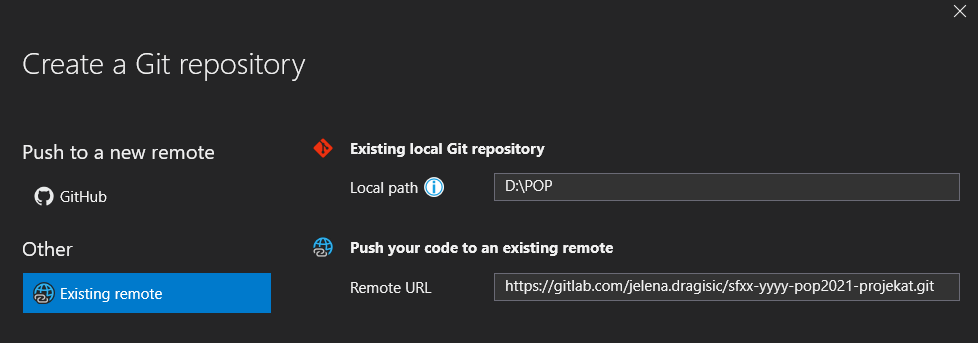 Create a Git repository
Push to a new remote
GitHub
Other
Existing remote
Existing local Git repository
Local path
D:\POP
Push your code to an existing remote
Remote URL
https://gitlab.com/jelena.dragisic/sfxx-yyyy-pop2021-projekat.git